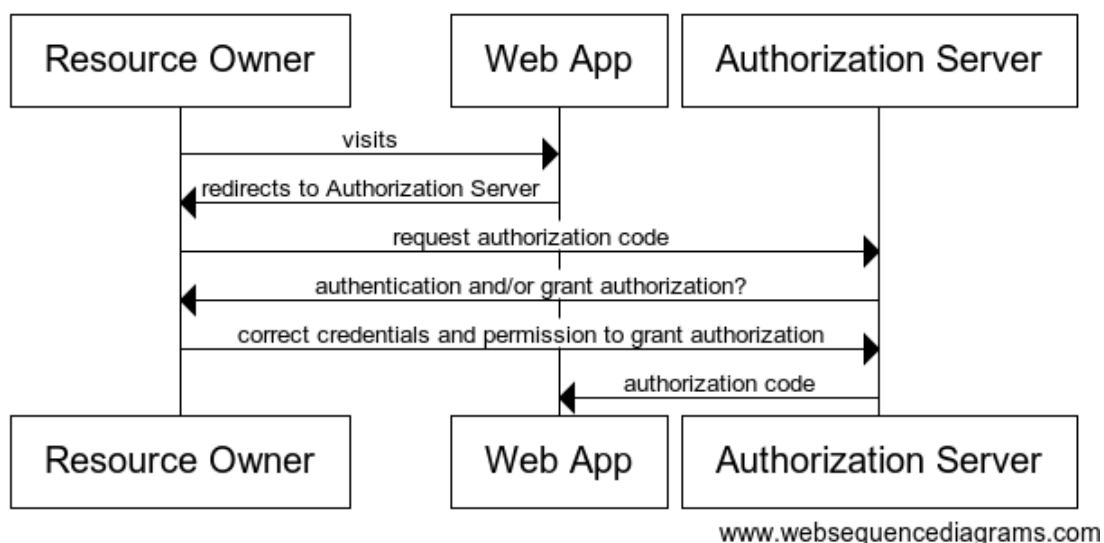 Resource Owner
Web App
Authorization Server
visits
redirects to Authorization Server
request authorization code
authentication and/or grant authorization?
correct credentials and permission to grant authorization
authorization code
Resource Owner
Web App
Authorization Server
www.websequencediagrams.com